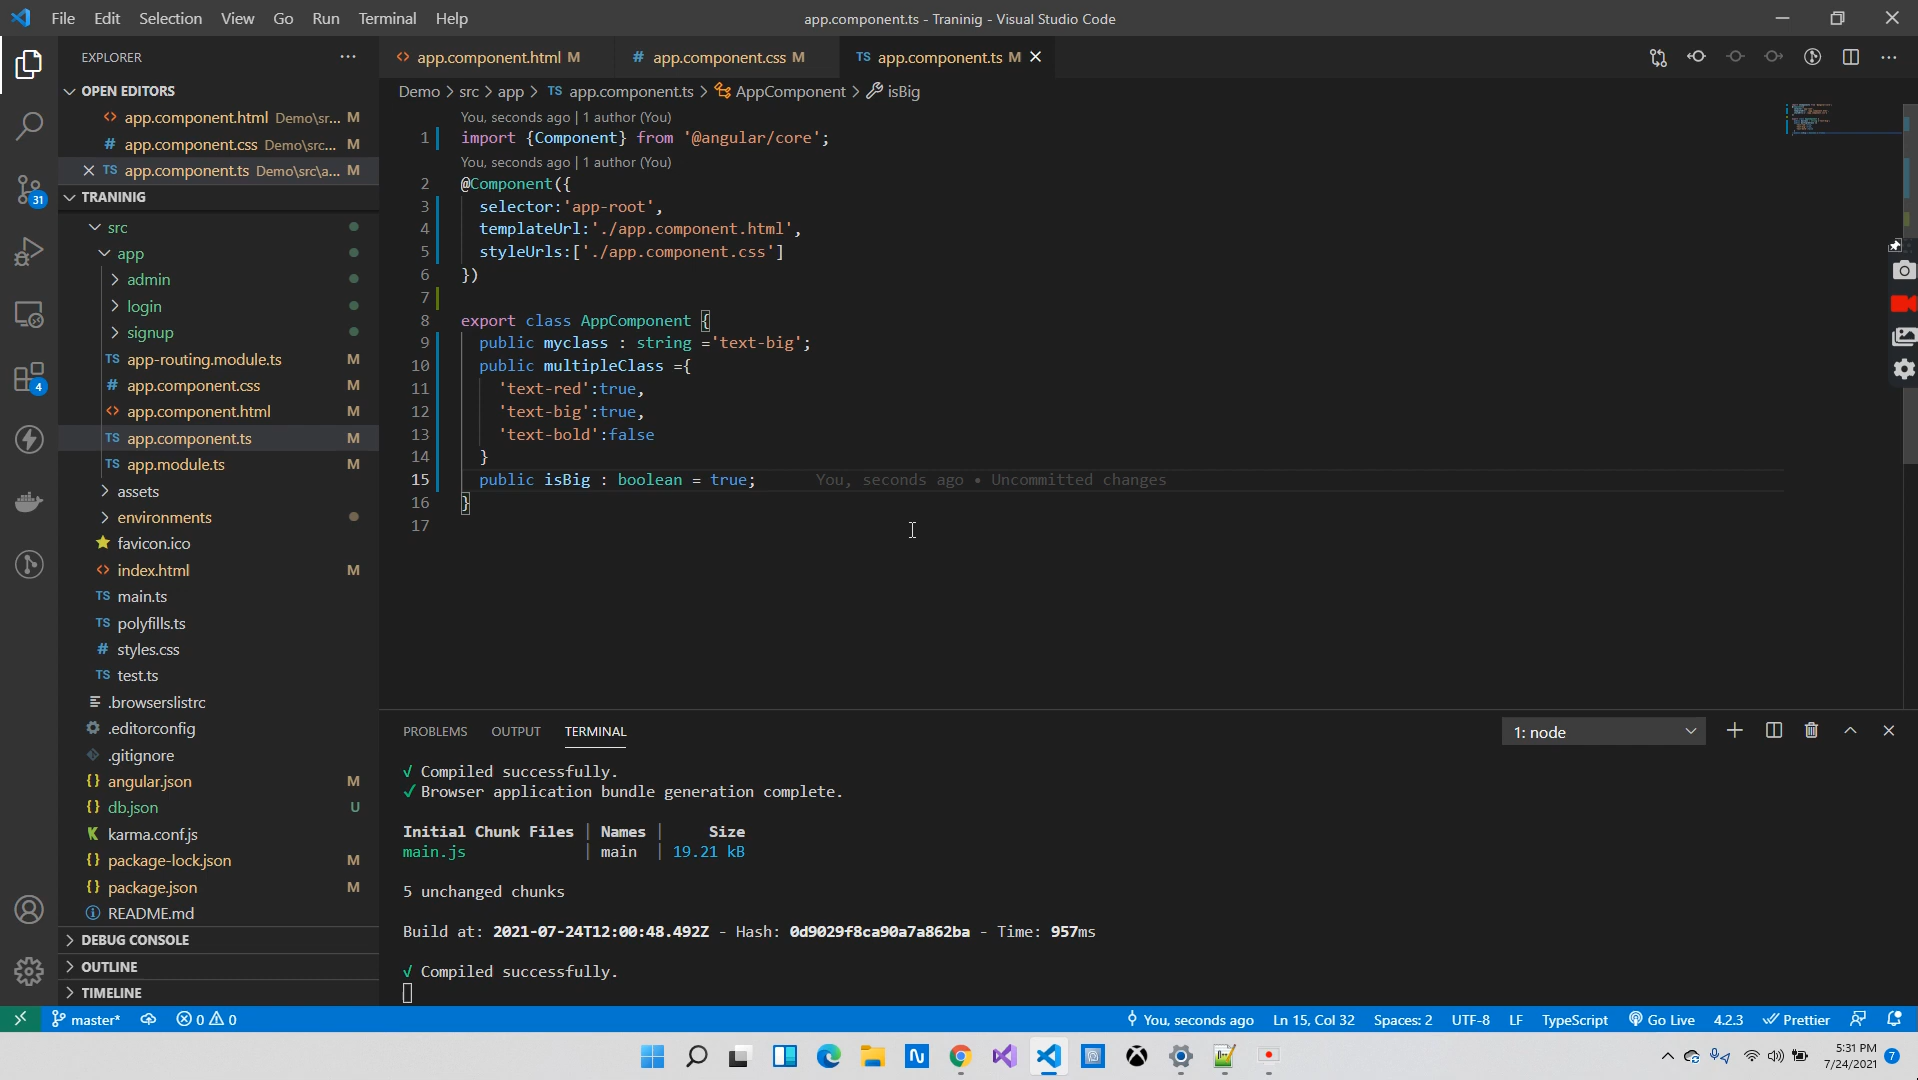 File Edit Selection View Go Run Terminal Help
app.component.ts - Traninig - Visual Studio Code
EXPLORER
app.component.html M
# app.component.css M
TS app.component.ts M
OPEN EDITORS
app.component.html Demo\sr... M
# app.component.css Demo\src... M
TS app.component.ts Demo\src\a... M
TRANINIG
src
app
admin
login
signup
TS app-routing.module.ts M
# app.component.css M
app.component.html M
TS app.component.ts M
TS app.module.ts M
assets
environments
favicon.ico
index.html M
TS main.ts
TS polyfills.ts
# styles.css
TS test.ts
.browserslistrc
.editorconfig
.gitignore
{} angular.json M
{} db.json U
karma.conf.js
{} package-lock.json M
{} package.json M
README.md
DEBUG CONSOLE
OUTLINE
TIMELINE
31
4
Demo > src > app > TS app.component.ts > AppComponent > isBig
You, seconds ago | 1 author (You)
1 import {Component} from '@angular/core';
You, seconds ago | 1 author (You)
2 @Component({
3 selector:'app-root',
4 templateUrl:'./app.component.html',
5 styleUrls:['./app.component.css']
6 })
7
8 export class AppComponent {
9 public myclass : string ='text-big';
10 public multipleClass ={
11 'text-red':true,
12 'text-big':true,
13 'text-bold':false
14 }
15 public isBig : boolean = true; You, seconds ago • Uncommitted changes
16 }
17
PROBLEMS OUTPUT TERMINAL
1: node
√ Compiled successfully.
✓ Browser application bundle generation complete.
Initial Chunk Files | Names | Size
main.js | main | 19.21 kB
5 unchanged chunks
Build at: 2021-07-24T12:00:48.492Z - Hash: 0d9029f8ca90a7a862ba - Time: 957ms
√ Compiled successfully.
master* 0 0
You, seconds ago Ln 15, Col 32 Spaces: 2 UTF-8 LF TypeScript Go Live 4.2.3 Prettier
5:31 PM
7/24/2021
7